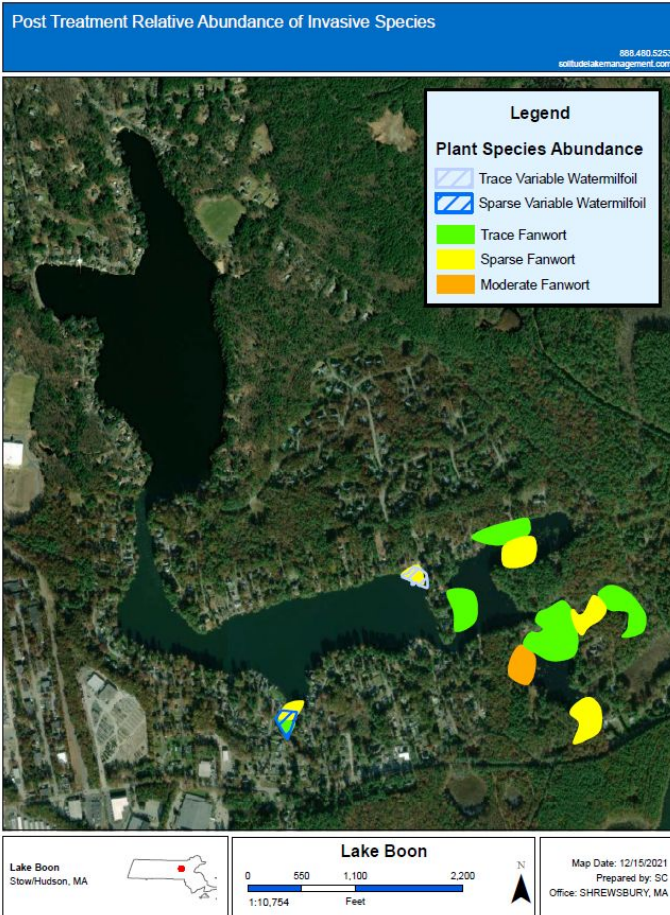 Post Treatment Relative Abundance of Invasive Species
888.480.5253
solitudelakemanagement.com
Legend
Plant Species Abundance
Trace Variable Watermilfoil
Sparse Variable Watermilfoil
Trace Fanwort
Sparse Fanwort
Moderate Fanwort
Lake Boon
Stow/Hudson, MA
Lake Boon
0 550 1,100 2,200
1:10,754 Feet
N
Map Date: 12/15/2021
Prepared by: SC
Office: SHREWSBURY, MA